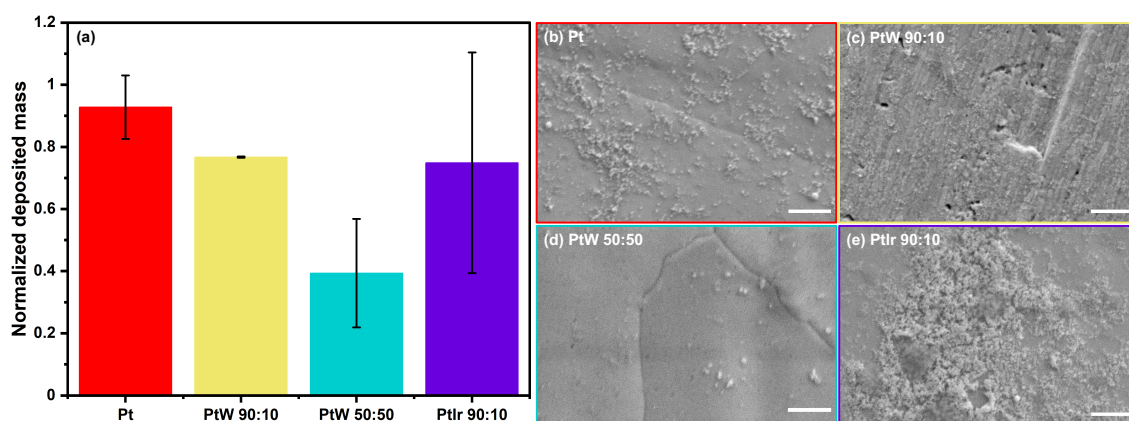 Normalized deposited mass
1.2
1
0.8
0.6
0.4
0.2
0
(a)
Pt
PtW 90:10
PtW 50:50
PtIr 90:10
(b) Pt
(c) PtW 90:10
(d) PtW 50:50
(e) PtIr 90:10